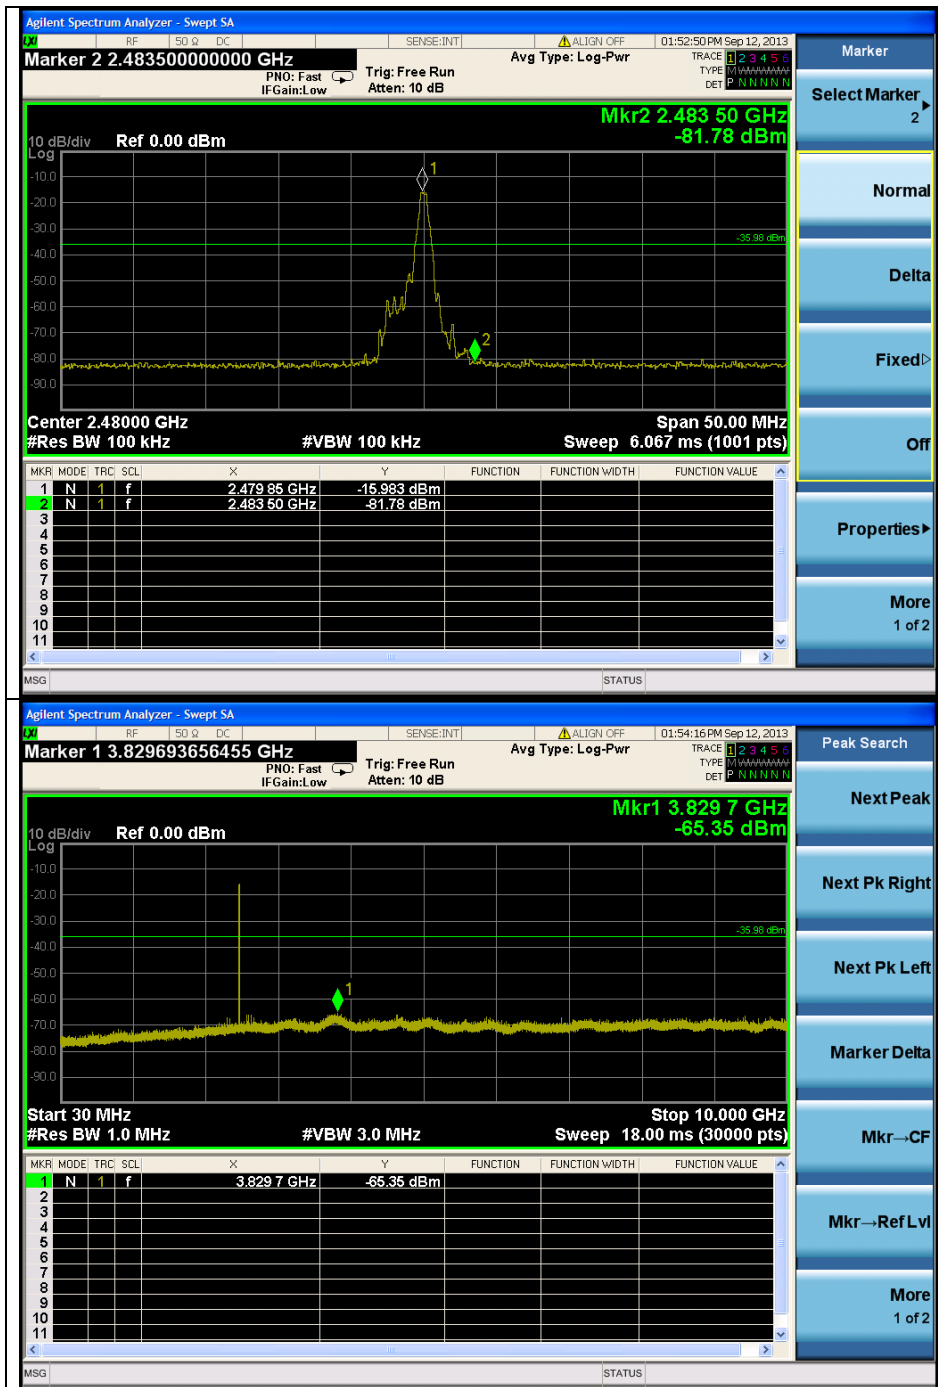 Agilent Spectrum Analyzer - Swept SA
LXI RF 50 Ω DC SENSE:INT ALIGN OFF 01:52:50 PM Sep 12, 2013
Marker 2 2.483500000000 GHz
PNO: Fast
IFGain:Low
Trig: Free Run
Atten: 10 dB
Avg Type: Log-Pwr
TRACE 1 2 3 4 5 6
TYPE M W W W W W
DET P N N N N N
Mkr2 2.483 50 GHz
-81.78 dBm
10 dB/div Ref 0.00 dBm
Log
1
-10.0
-20.0
-30.0
-35.98 dBm
-40.0
-50.0
-60.0
-70.0
2
-80.0
-90.0
Center 2.48000 GHz Span 50.00 MHz
#Res BW 100 kHz #VBW 100 kHz Sweep 6.067 ms (1001 pts)
MKR MODE TRC SCL X Y FUNCTION FUNCTION WIDTH FUNCTION VALUE
1 N 1 f 2.479 85 GHz -15.983 dBm
2 N 1 f 2.483 50 GHz -81.78 dBm
3
4
5
6
7
8
9
10
11
MSG STATUS
Marker
Select Marker
2
Normal
Delta
Fixed
Off
Properties
More
1 of 2
Agilent Spectrum Analyzer - Swept SA
LXI RF 50 Ω DC SENSE:INT ALIGN OFF 01:54:16 PM Sep 12, 2013
Marker 1 3.829693656455 GHz
PNO: Fast
IFGain:Low
Trig: Free Run
Atten: 10 dB
Avg Type: Log-Pwr
TRACE 1 2 3 4 5 6
TYPE M W W W W W
DET P N N N N N
Mkr1 3.829 7 GHz
-65.35 dBm
10 dB/div Ref 0.00 dBm
Log
-10.0
-20.0
-30.0
-35.98 dBm
-40.0
-50.0
1
-60.0
-70.0
-80.0
-90.0
Start 30 MHz Stop 10.000 GHz
#Res BW 1.0 MHz #VBW 3.0 MHz Sweep 18.00 ms (30000 pts)
MKR MODE TRC SCL X Y FUNCTION FUNCTION WIDTH FUNCTION VALUE
1 N 1 f 3.829 7 GHz -65.35 dBm
2
3
4
5
6
7
8
9
10
11
MSG STATUS
Peak Search
Next Peak
Next Pk Right
Next Pk Left
Marker Delta
Mkr→CF
Mkr→Ref Lvl
More
1 of 2